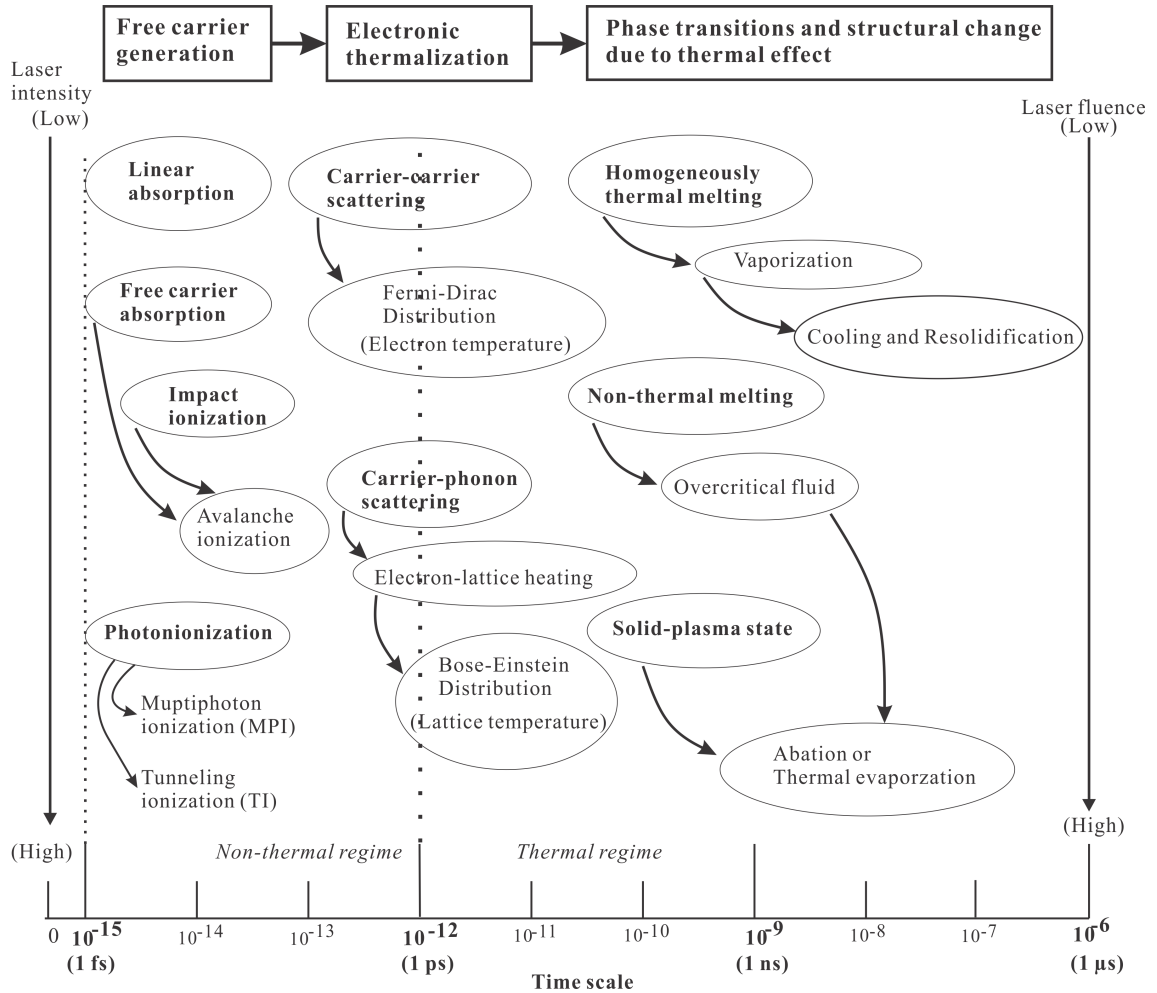 Free carrier
generation
Electronic
thermalization
Phase transitions and structural change
due to thermal effect
Laser
intensity
(Low)
Laser fluence
(Low)
Linear
absorption
Carrier-carrier
scattering
Homogeneously
thermal melting
Vaporization
Free carrier
absorption
Fermi-Dirac
Distribution
(Electron temperature)
Cooling and Resolidification
Impact
ionization
Non-thermal melting
Carrier-phonon
scattering
Overcritical fluid
Avalanche
ionization
Electron-lattice heating
Photonionization
Solid-plasma state
Bose-Einstein
Distribution
(Lattice temperature)
Muptiphoton
ionization (MPI)
Tunneling
ionization (TI)
Abation or
Thermal evaporzation
(High)
(High)
Non-thermal regime
Thermal regime
0 10-15 10-14 10-13 10-12 10-11 10-10 10-9 10-8 10-7 10-6
(1 fs) (1 ps) (1 ns) (1 µs)
Time scale